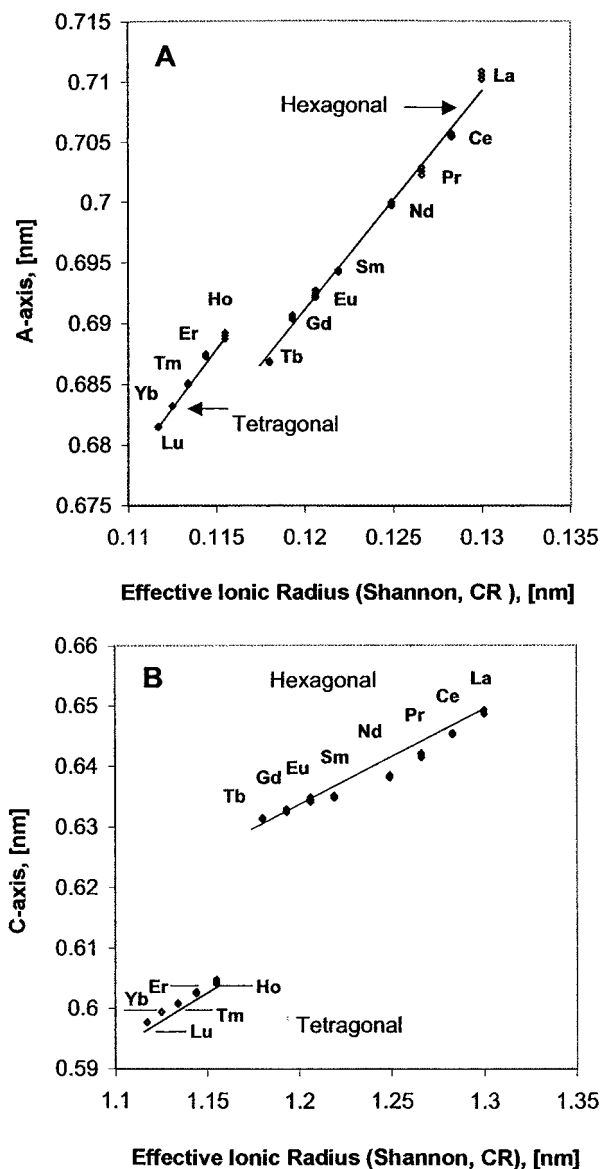 0.715
A
0.71
La
Hexagonal
0.705
Ce
Pr
0.7
Nd
0.695
Sm
Ho
Eu
0.69
Er
Gd
Tm
Tb
0.685
Yb
Tetragonal
0.68
Lu
0.675
0.11 0.115 0.12 0.125 0.13 0.135
A-axis, [nm]
Effective Ionic Radius (Shannon, CR ), [nm]
0.66
B
Hexagonal
La
Ce
0.65
Pr
Nd
Sm
0.64
Eu
Gd
Tb
0.63
0.62
0.61
Er
Ho
Yb
0.6
Tm
Tetragonal
Lu
0.59
1.1 1.15 1.2 1.25 1.3 1.35
C-axis, [nm]
Effective Ionic Radius (Shannon, CR), [nm]